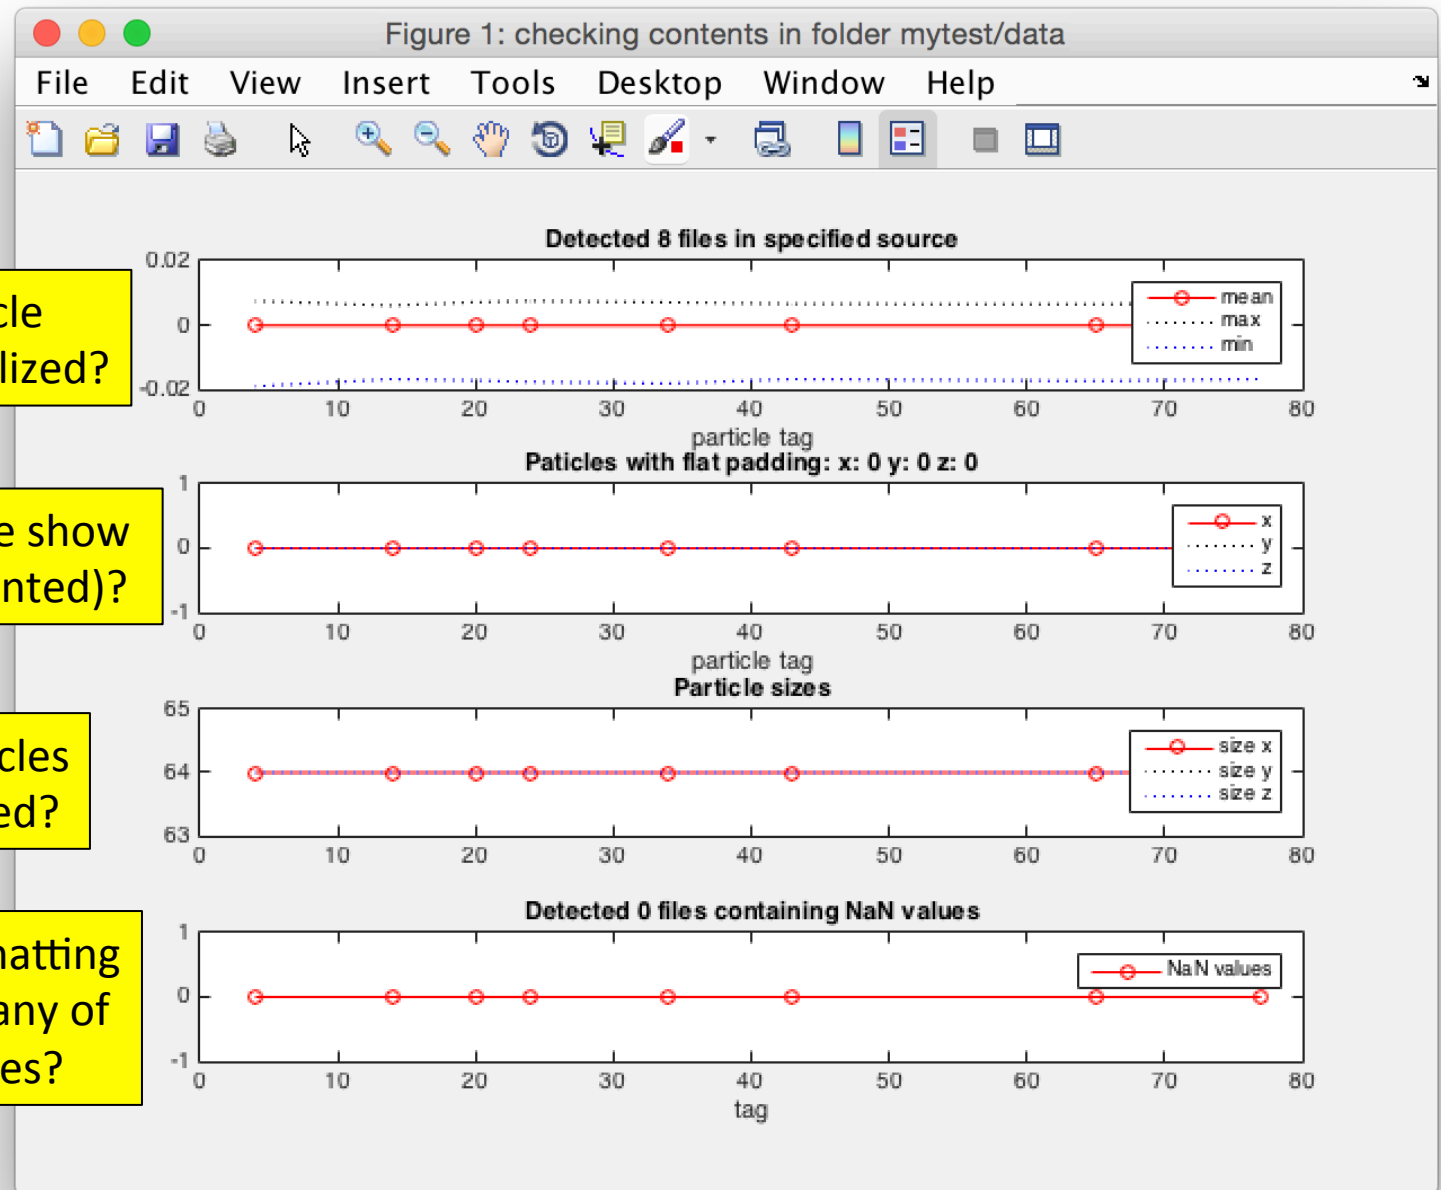 Figure 1: checking contents in folder mytest/data
File Edit View Insert Tools Desktop Window Help
Detected 8 files in specified source
0.02
0
-0.02
mean
max
min
0 10 20 30 40 50 60 70 80
particle tag
cle
lized?
Paticles with flat padding: x: 0 y: 0 z: 0
1
0
-1
x
y
z
0 10 20 30 40 50 60 70 80
particle tag
e show
nted)?
Particle sizes
65
64
63
size x
size y
size z
0 10 20 30 40 50 60 70 80
cles
ed?
Detected 0 files containing NaN values
1
0
-1
NaN values
0 10 20 30 40 50 60 70 80
tag
matting
any of
es?